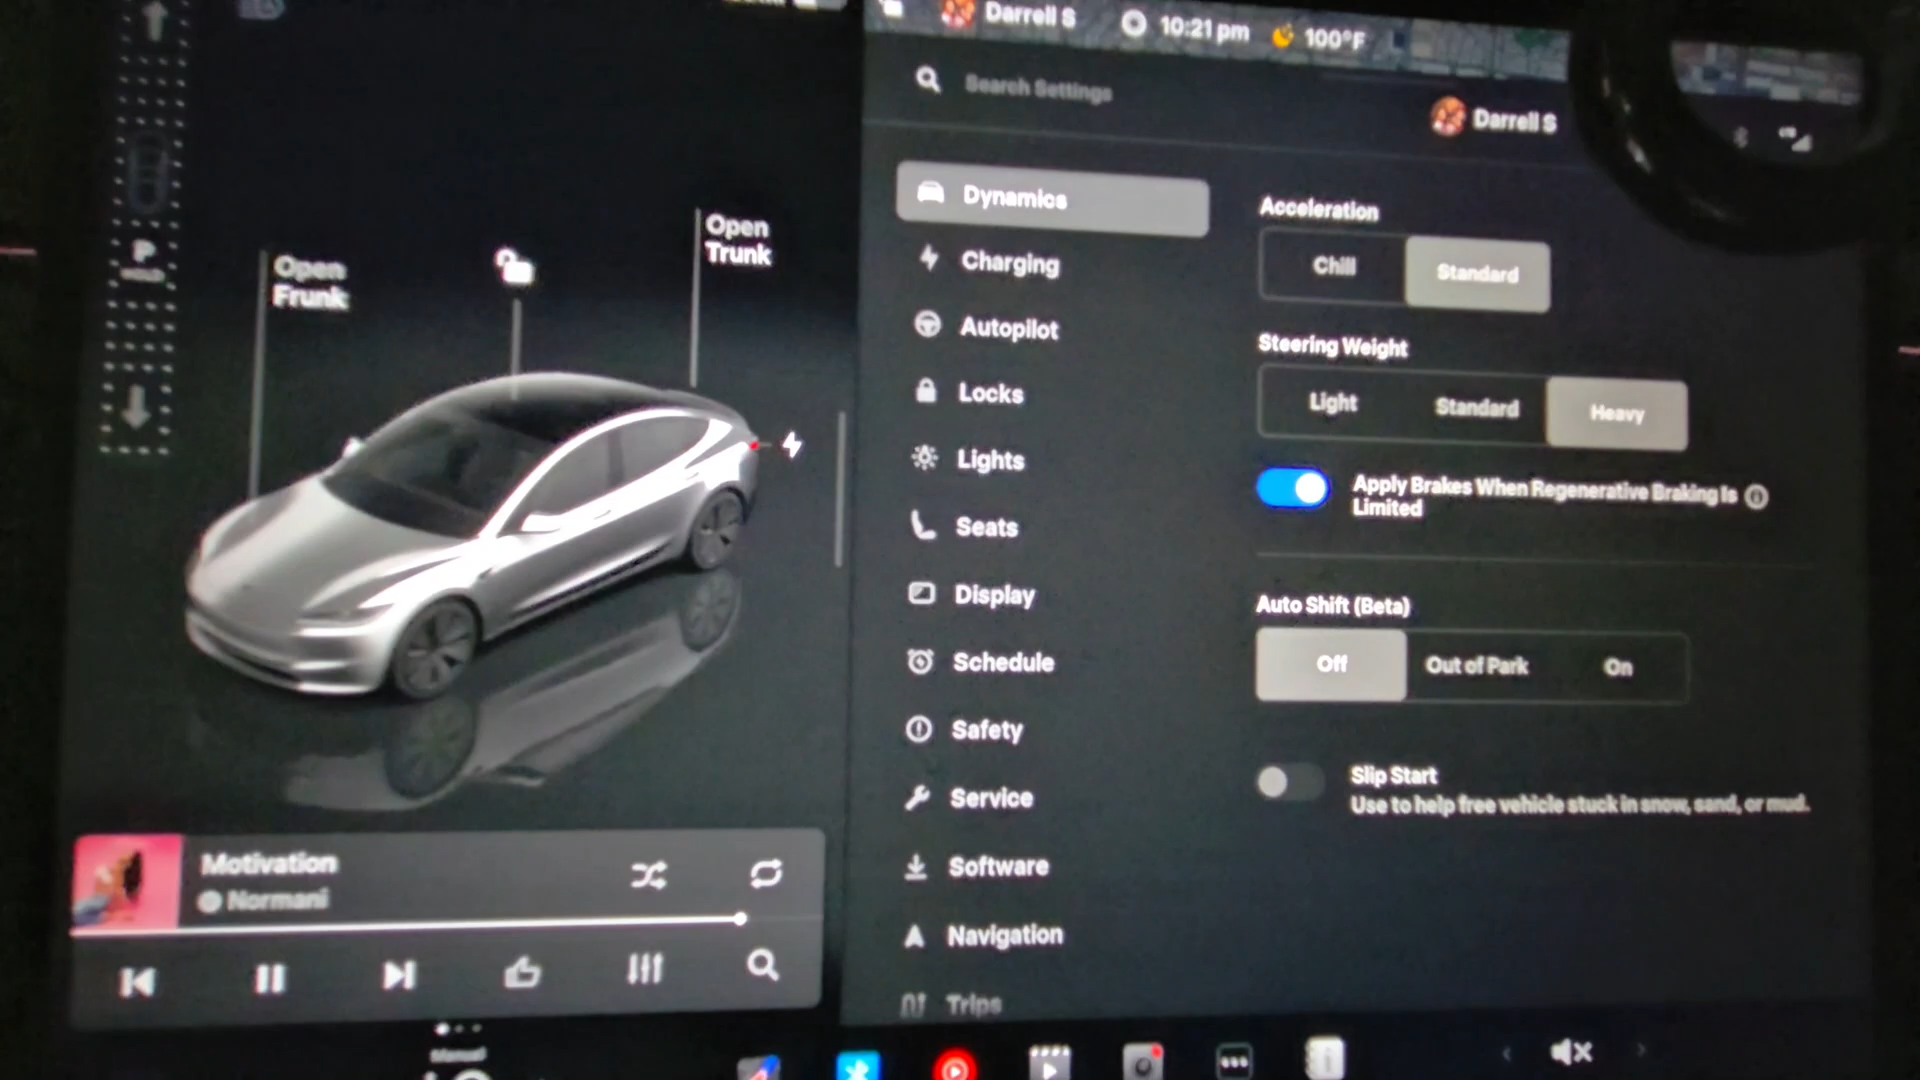 Darrell S
10:21 pm
100°F
Search Settings
Darrell S
P
HOLD
Open
Frunk
Open
Trunk
Motivation
Normani
Manual
Dynamics
Charging
Autopilot
Locks
Lights
Seats
Display
Schedule
Safety
Service
Software
Navigation
Trips
Acceleration
Chill Standard
Steering Weight
Light Standard Heavy
Apply Brakes When Regenerative Braking Is
Limited
Auto Shift (Beta)
Off Out of Park On
Slip Start
Use to help free vehicle stuck in snow, sand, or mud.